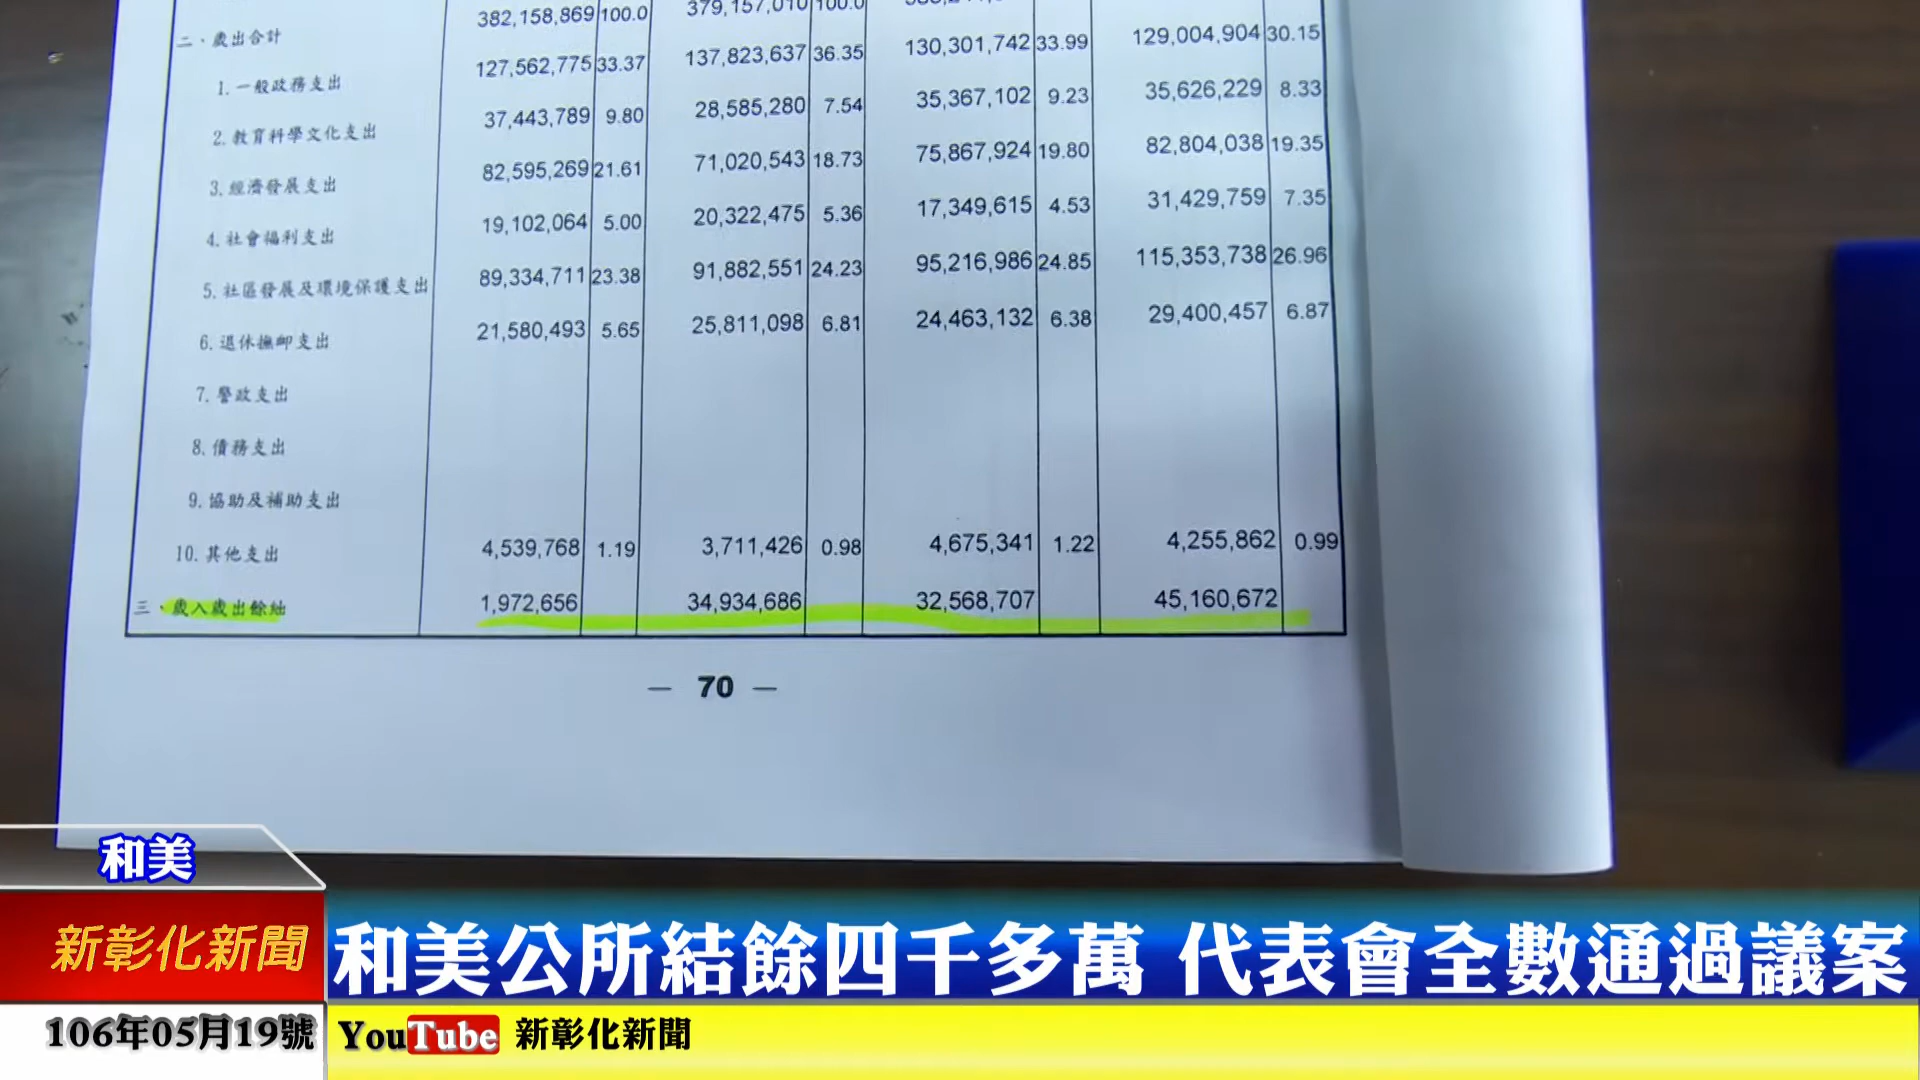 二、歲出合計 382,158,869 100.0 379,157,010 100.0
1.一般政務支出 127,562,775 33.37 137,823,637 36.35 130,301,742 33.99 129,004,904 30.15
2.教育科學文化支出 37,443,789 9.80 28,585,280 7.54 35,367,102 9.23 35,626,229 8.33
3.經濟發展支出 82,595,269 21.61 71,020,543 18.73 75,867,924 19.80 82,804,038 19.35
4.社會福利支出 19,102,064 5.00 20,322,475 5.36 17,349,615 4.53 31,429,759 7.35
5.社區發展及環境保護支出 89,334,711 23.38 91,882,551 24.23 95,216,986 24.85 115,353,738 26.96
6.退休撫卹支出 21,580,493 5.65 25,811,098 6.81 24,463,132 6.38 29,400,457 6.87
7.警政支出
8.債務支出
9.協助及補助支出
10.其他支出 4,539,768 1.19 3,711,426 0.98 4,675,341 1.22 4,255,862 0.99
三、歲入歲出餘絀 1,972,656 34,934,686 32,568,707 45,160,672
— 70 —
和美
新彰化新聞
和美公所結餘四千多萬 代表會全數通過議案
106年05月19號
YouTube 新彰化新聞